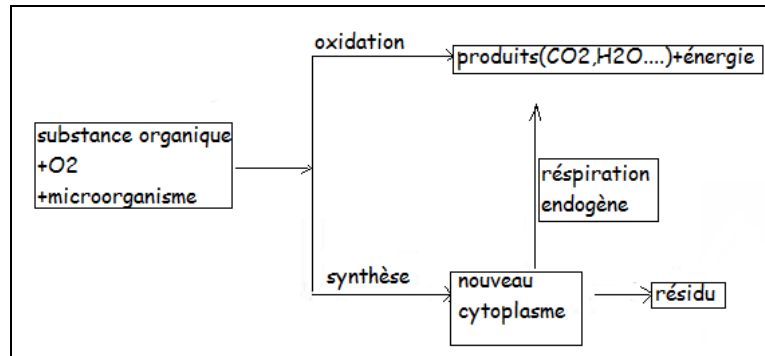 oxidation
produits(CO2,H2O....)+énergie
substance organique
+O2
+microorganisme
réspiration
endogène
synthèse
nouveau
cytoplasme
résidu